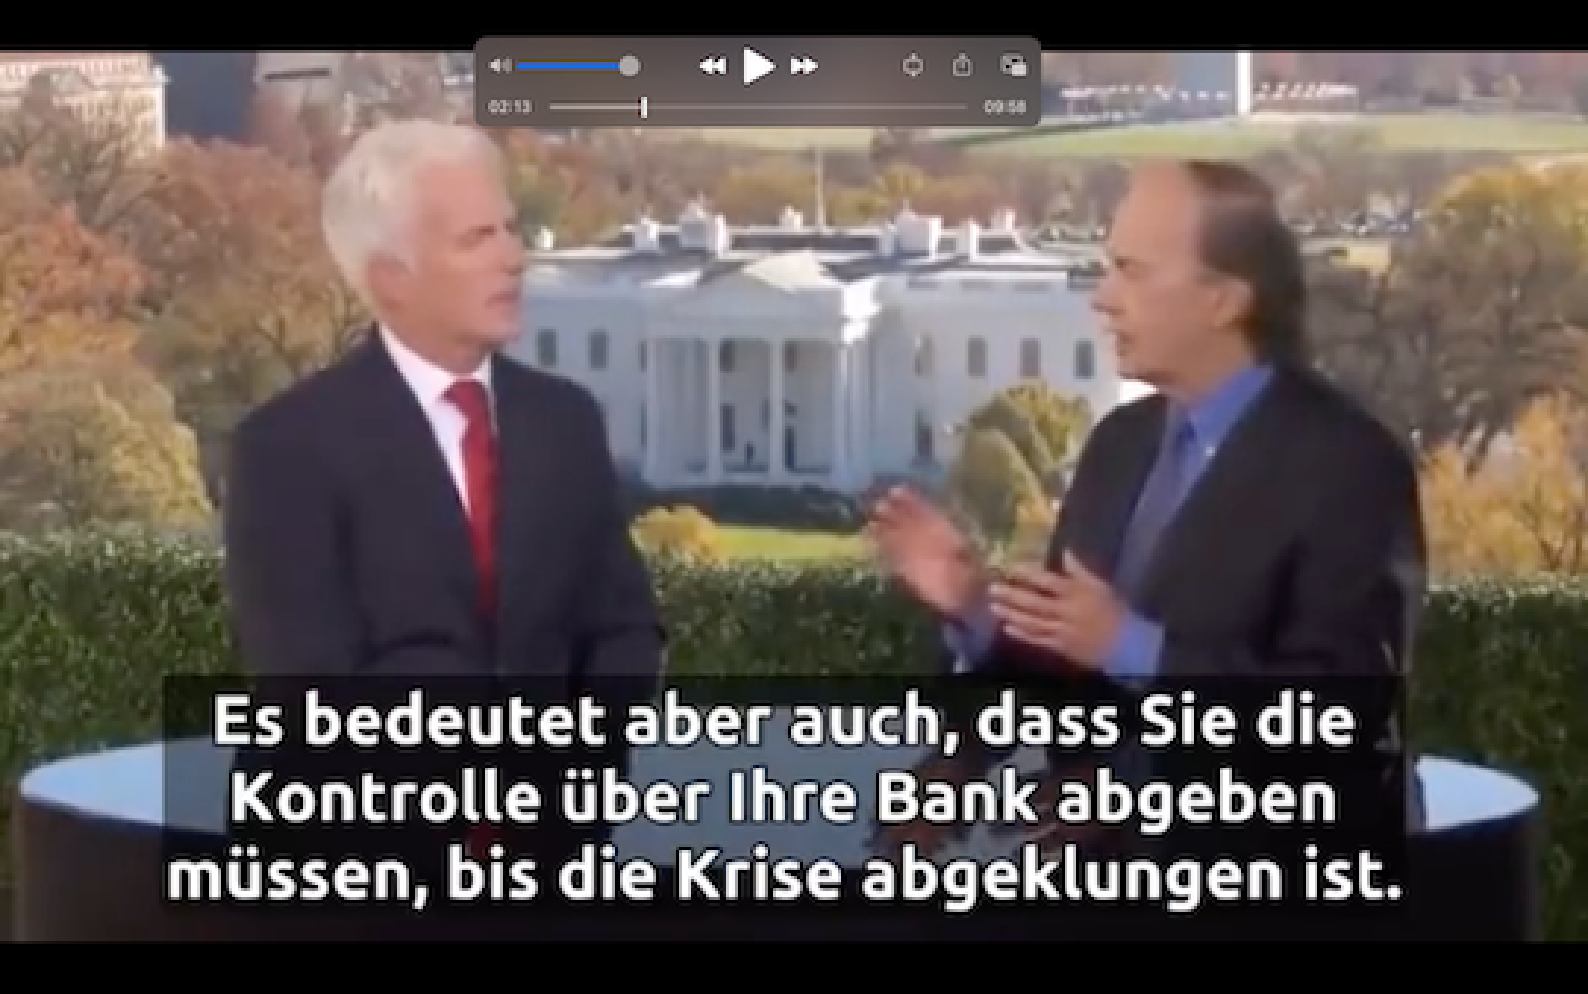 02:13
09:58
Es bedeutet aber auch, dass Sie die
Kontrolle über Ihre Bank abgeben
müssen, bis die Krise abgeklungen ist.